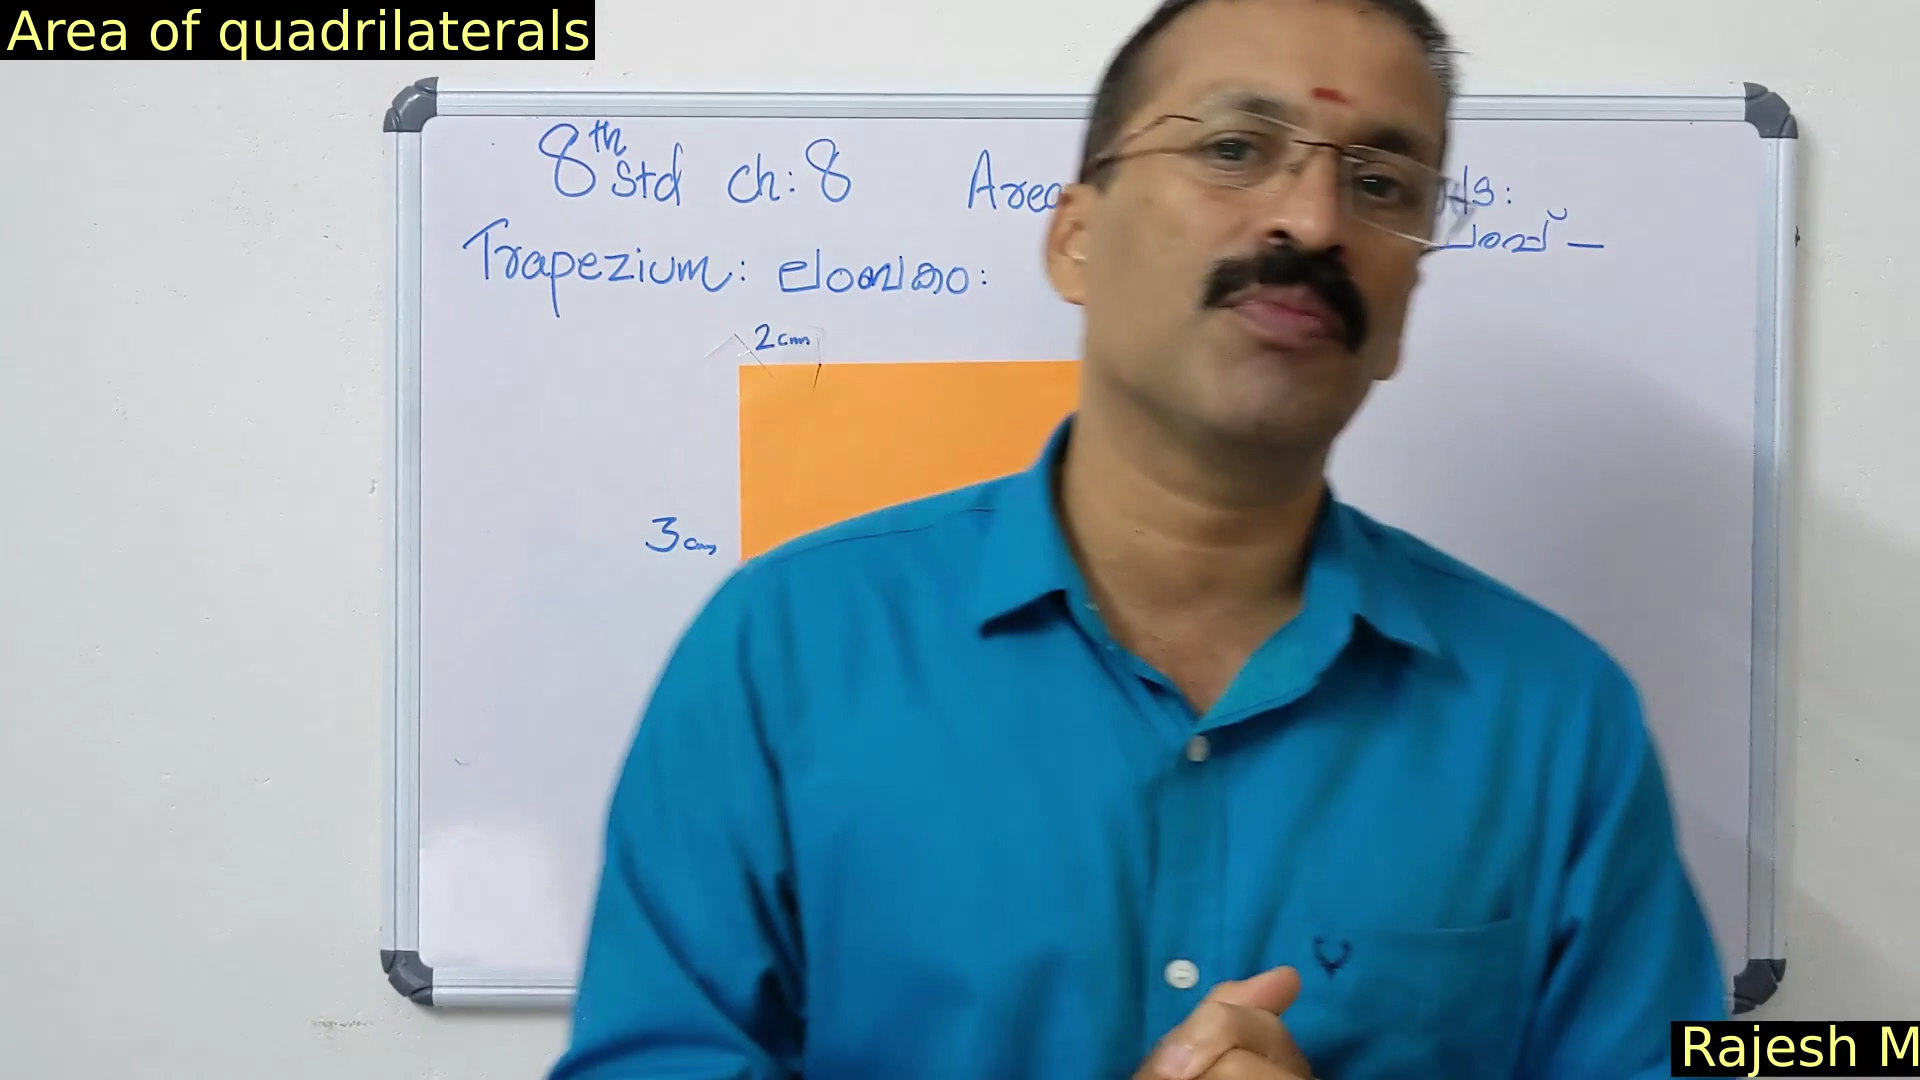 Area of quadrilaterals
8th std ch: 8 Area
Trapezium: ലംബകം:
2cm
3cm
Rajesh M